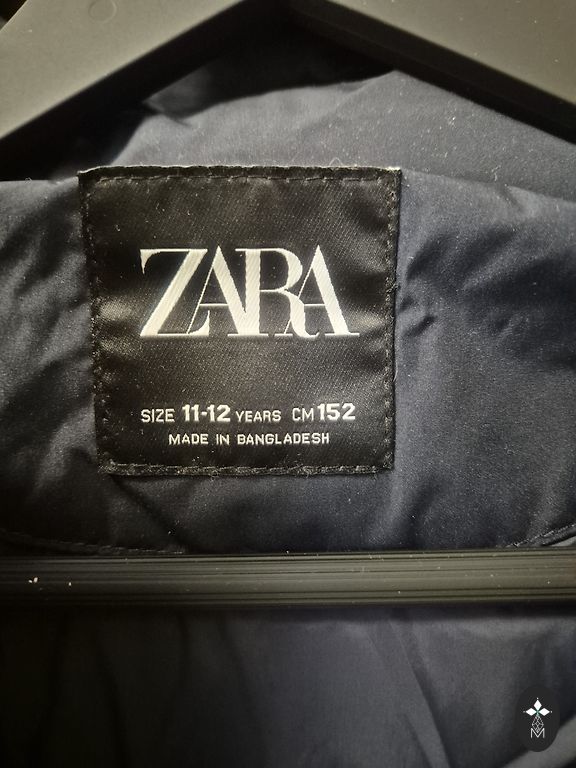 ZARA
SIZE 11-12 YEARS CM 152
MADE IN BANGLADESH
M